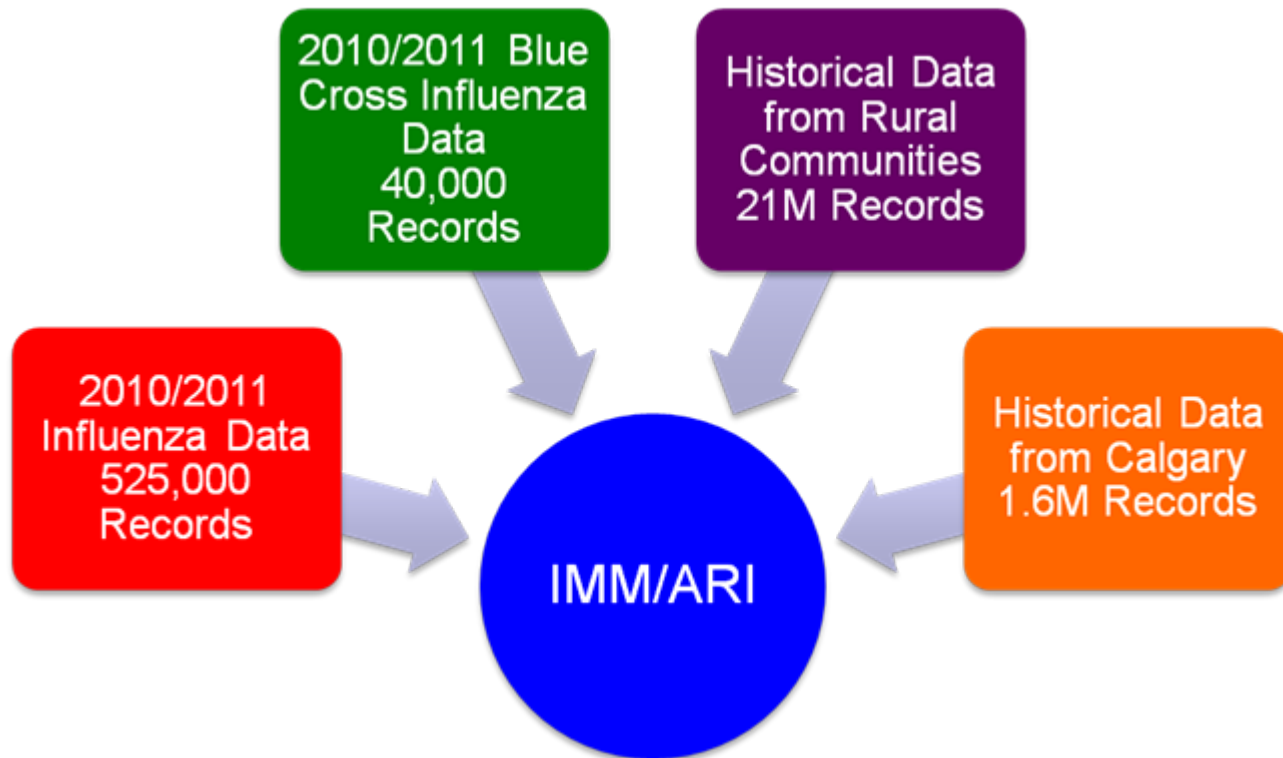 2010/2011 Blue
Cross Influenza
Data
40,000
Records
Historical Data
from Rural
Communities
21M Records
2010/2011
Influenza Data
525,000
Records
Historical Data
from Calgary
1.6M Records
IMM/ARI